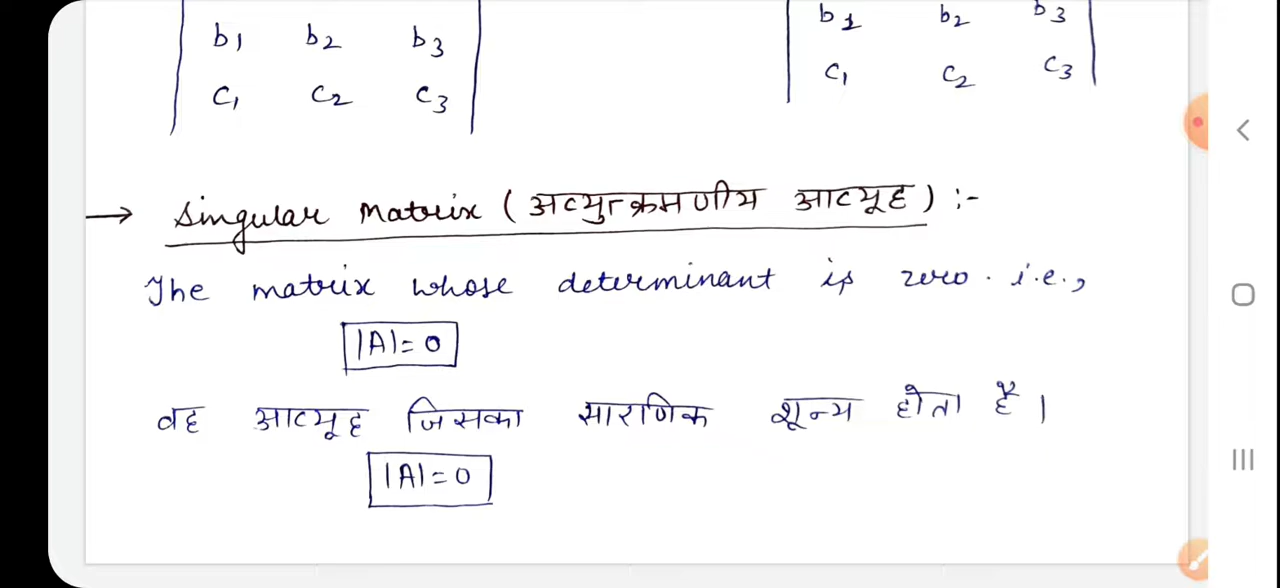 b1 b2 b3
b1 b2 b3
c1 c2 c3
c1 c2 c3
→ Singular Matrix (अव्युत्क्रमणीय आव्यूह) :-
The matrix whose determinant is zero. i.e.,
|A| = 0
वह आव्यूह जिसका सारणिक शून्य होता है।
|A| = 0